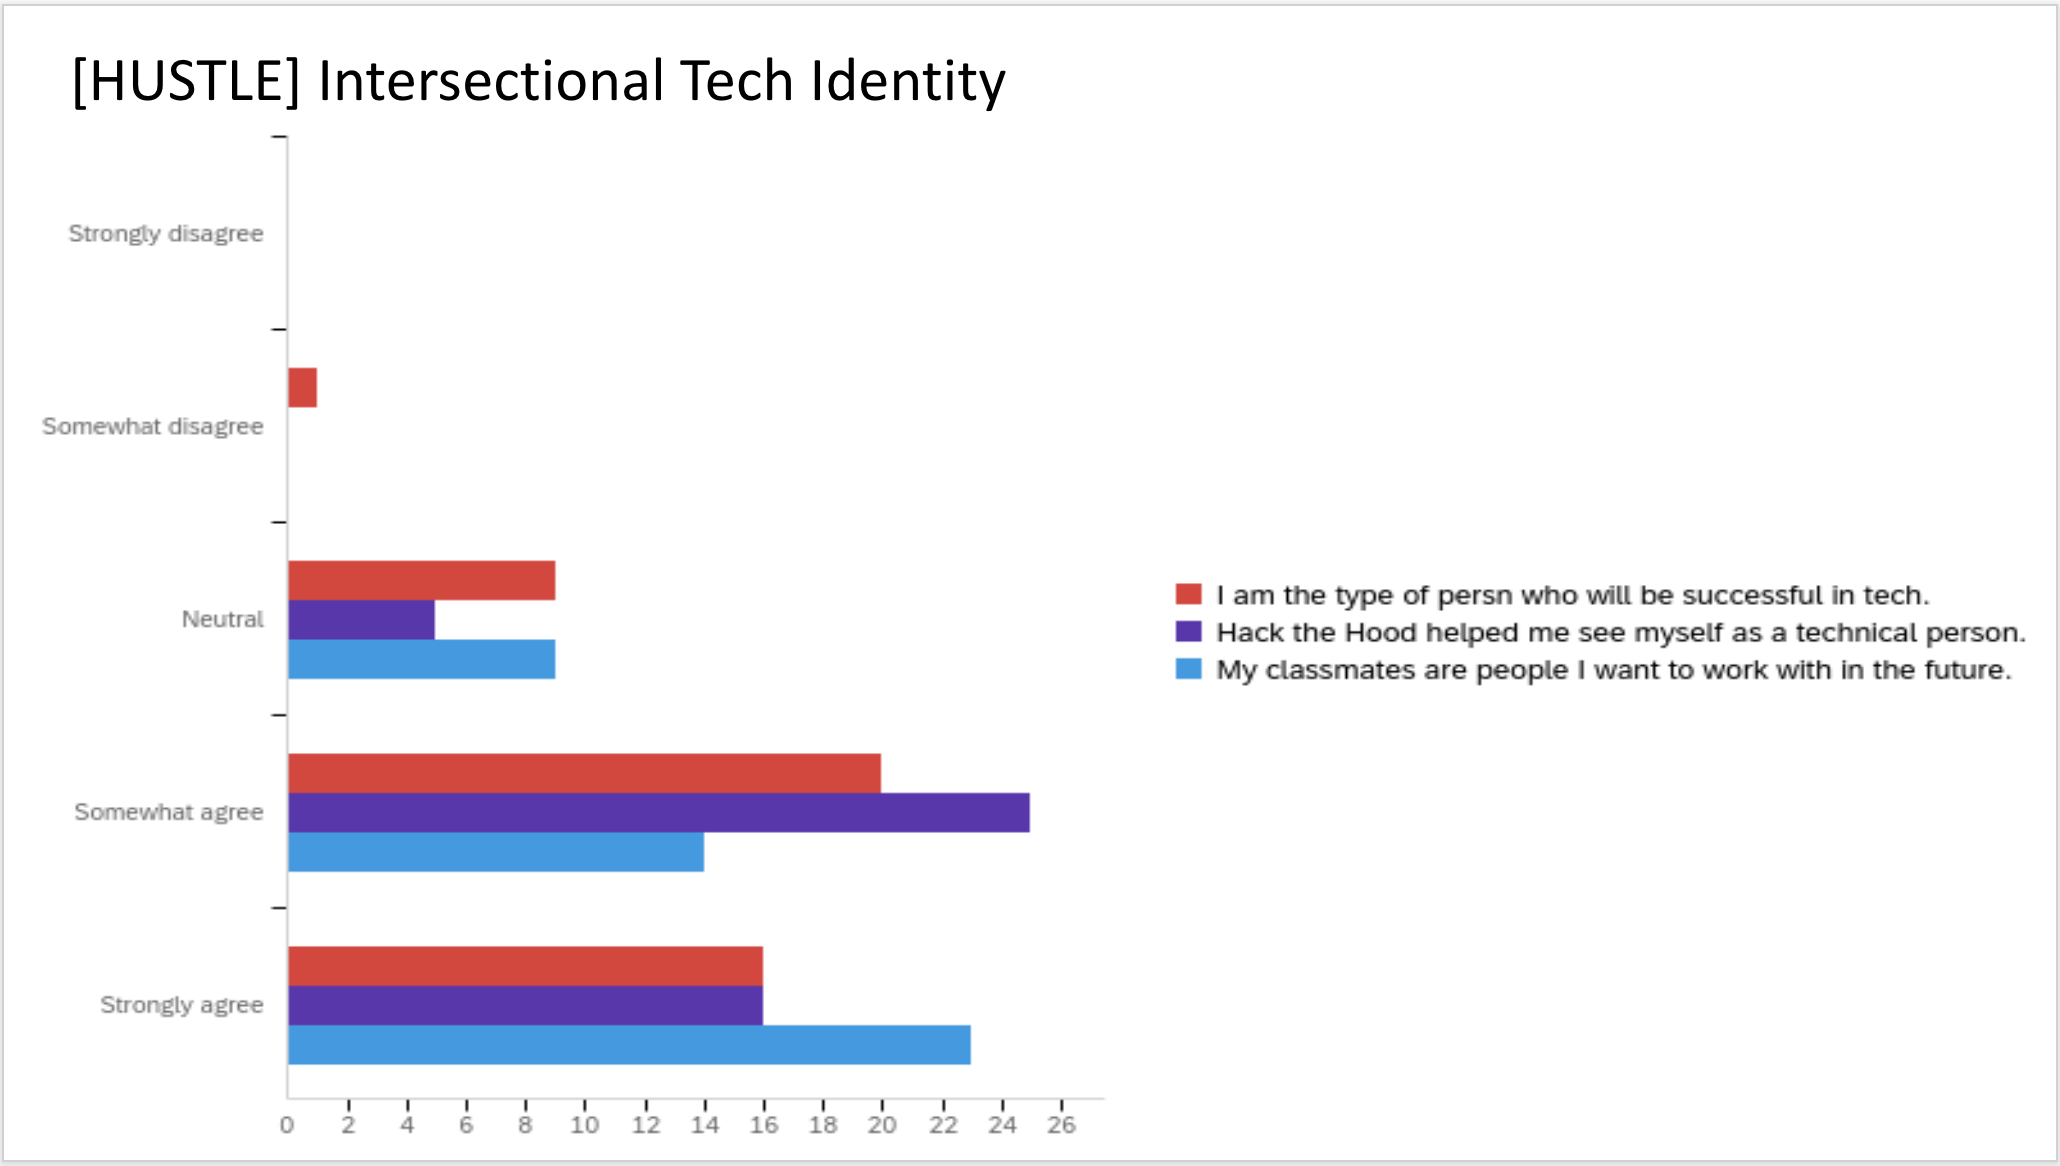 [HUSTLE] Intersectional Tech Identity
Strongly disagree
Somewhat disagree
Neutral
Somewhat agree
Strongly agree
0 2 4 6 8 10 12 14 16 18 20 22 24 26
I am the type of persn who will be successful in tech.
Hack the Hood helped me see myself as a technical person.
My classmates are people I want to work with in the future.